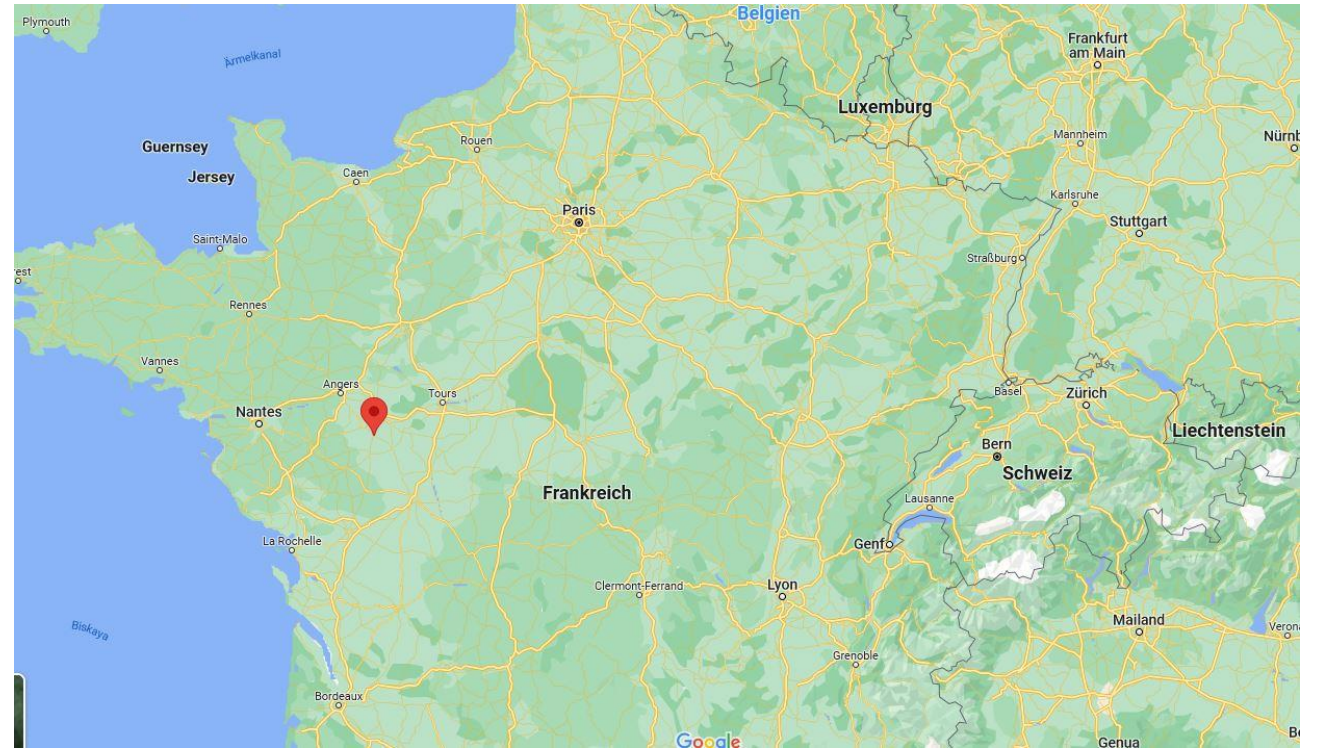 Plymouth
Belgien
Ärmelkanal
Frankfurt
am Main
Luxemburg
Guernsey
Rouen
Mannheim
Nürnb
Jersey
Caen
Karlsruhe
Paris
Stuttgart
Saint-Malo
Straßburg
est
Rennes
Vannes
Angers
Tours
Basel
Zürich
Nantes
Liechtenstein
Bern
Schweiz
Frankreich
Lausanne
La Rochelle
Genf
Clermont-Ferrand
Lyon
Mailand
Biskaya
Verona
Grenoble
Bordeaux
Google
Genua
Bo